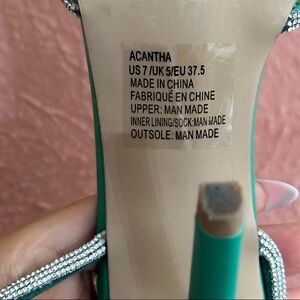 ACANTHA
US 7 /UK 5/EU 37.5
MADE IN CHINA
FABRIQUÉ EN CHINE
UPPER: MAN MADE
INNER LINING/SOCK:MAN MADE
OUTSOLE: MAN MADE